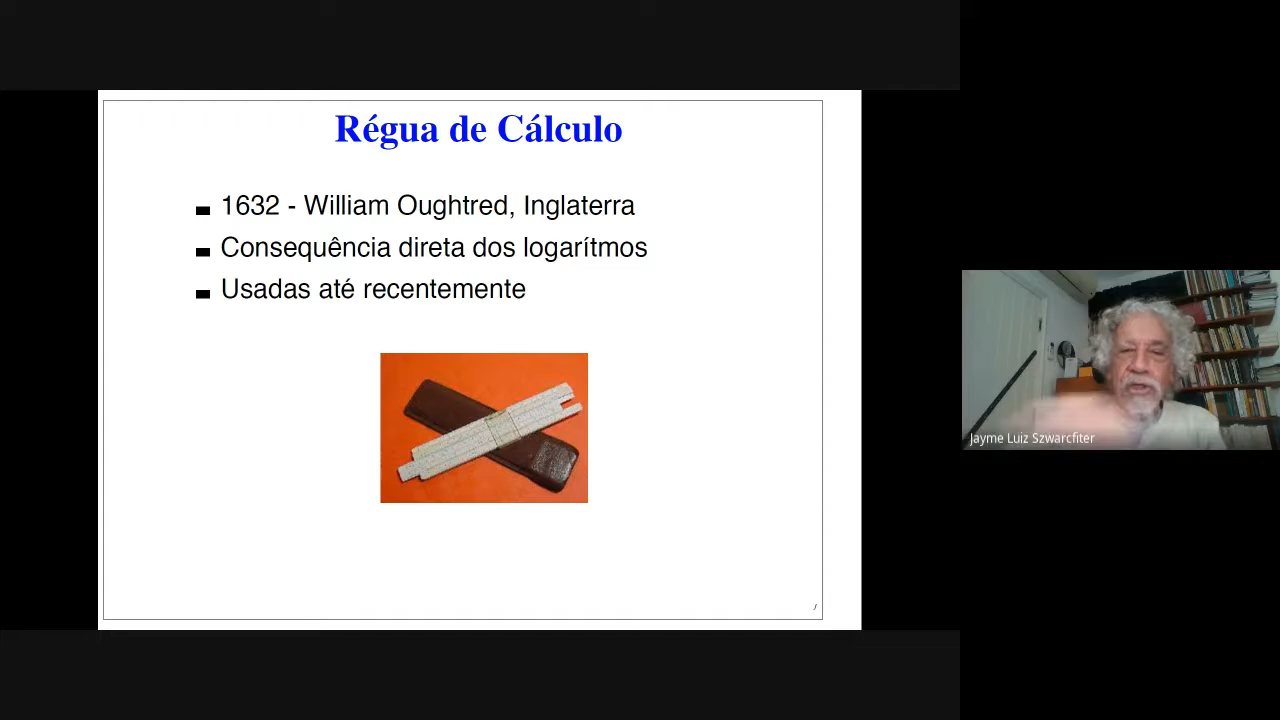 Régua de Cálculo
1632 - William Oughtred, Inglaterra
Consequência direta dos logarítmos
Usadas até recentemente
Jayme Luiz Szwarcfiter